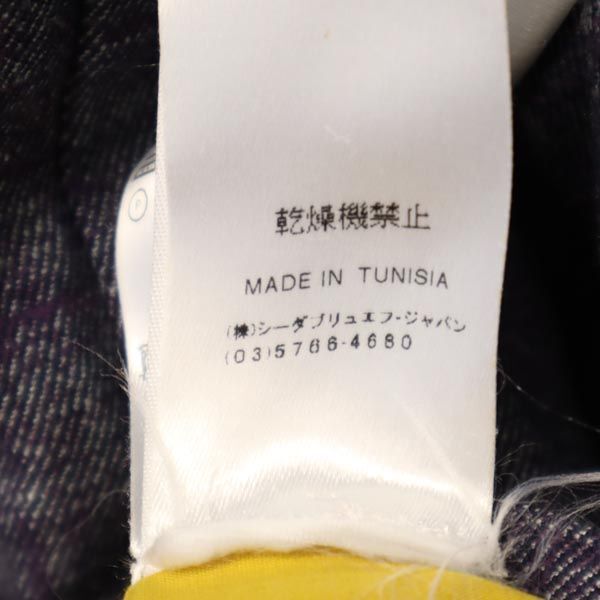 乾燥機禁止
MADE IN TUNISIA
(株)シーダブリュエフ・ジャパン
(03)5766-4680